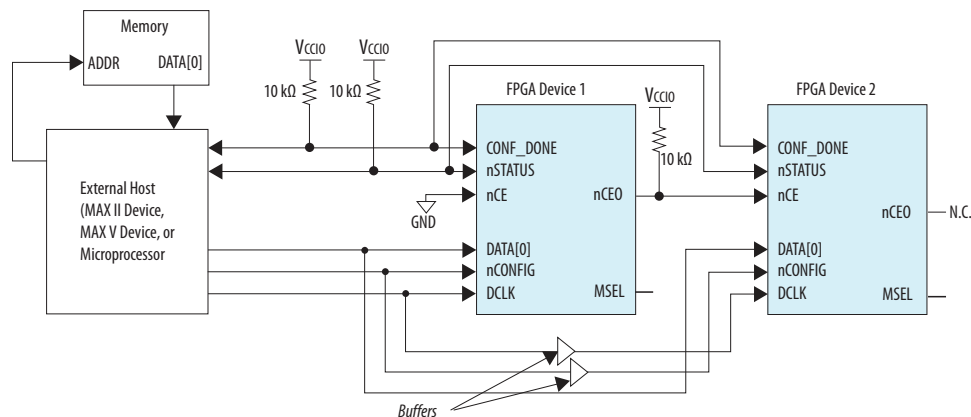 Memory
ADDR
DATA[0]
VCCIO
VCCIO
10 kΩ
10 kΩ
External Host
(MAX II Device,
MAX V Device, or
Microprocessor
GND
FPGA Device 1
CONF_DONE
nSTATUS
nCE
nCEO
DATA[0]
nCONFIG
DCLK
MSEL
VCCIO
10 kΩ
FPGA Device 2
CONF_DONE
nSTATUS
nCE
nCEO
N.C.
DATA[0]
nCONFIG
DCLK
MSEL
Buffers